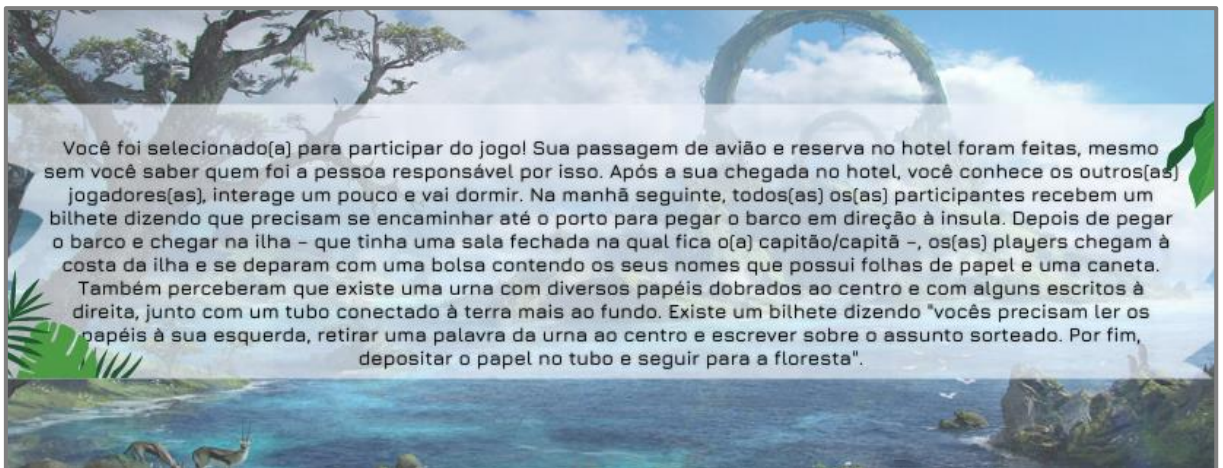 Você foi selecionado(a) para participar do jogo! Sua passagem de avião e reserva no hotel foram feitas, mesmo
sem você saber quem foi a pessoa responsável por isso. Após a sua chegada no hotel, você conhece os outros(as)
jogadores(as), interage um pouco e vai dormir. Na manhã seguinte, todos(as) os(as) participantes recebem um
bilhete dizendo que precisam se encaminhar até o porto para pegar o barco em direção à insula. Depois de pegar
o barco e chegar na ilha – que tinha uma sala fechada na qual fica o(a) capitão/capitã –, os(as) players chegam à
costa da ilha e se deparam com uma bolsa contendo os seus nomes que possui folhas de papel e uma caneta.
Também perceberam que existe uma urna com diversos papéis dobrados ao centro e com alguns escritos à
direita, junto com um tubo conectado à terra mais ao fundo. Existe um bilhete dizendo "vocês precisam ler os
papéis à sua esquerda, retirar uma palavra da urna ao centro e escrever sobre o assunto sorteado. Por fim,
depositar o papel no tubo e seguir para a floresta".